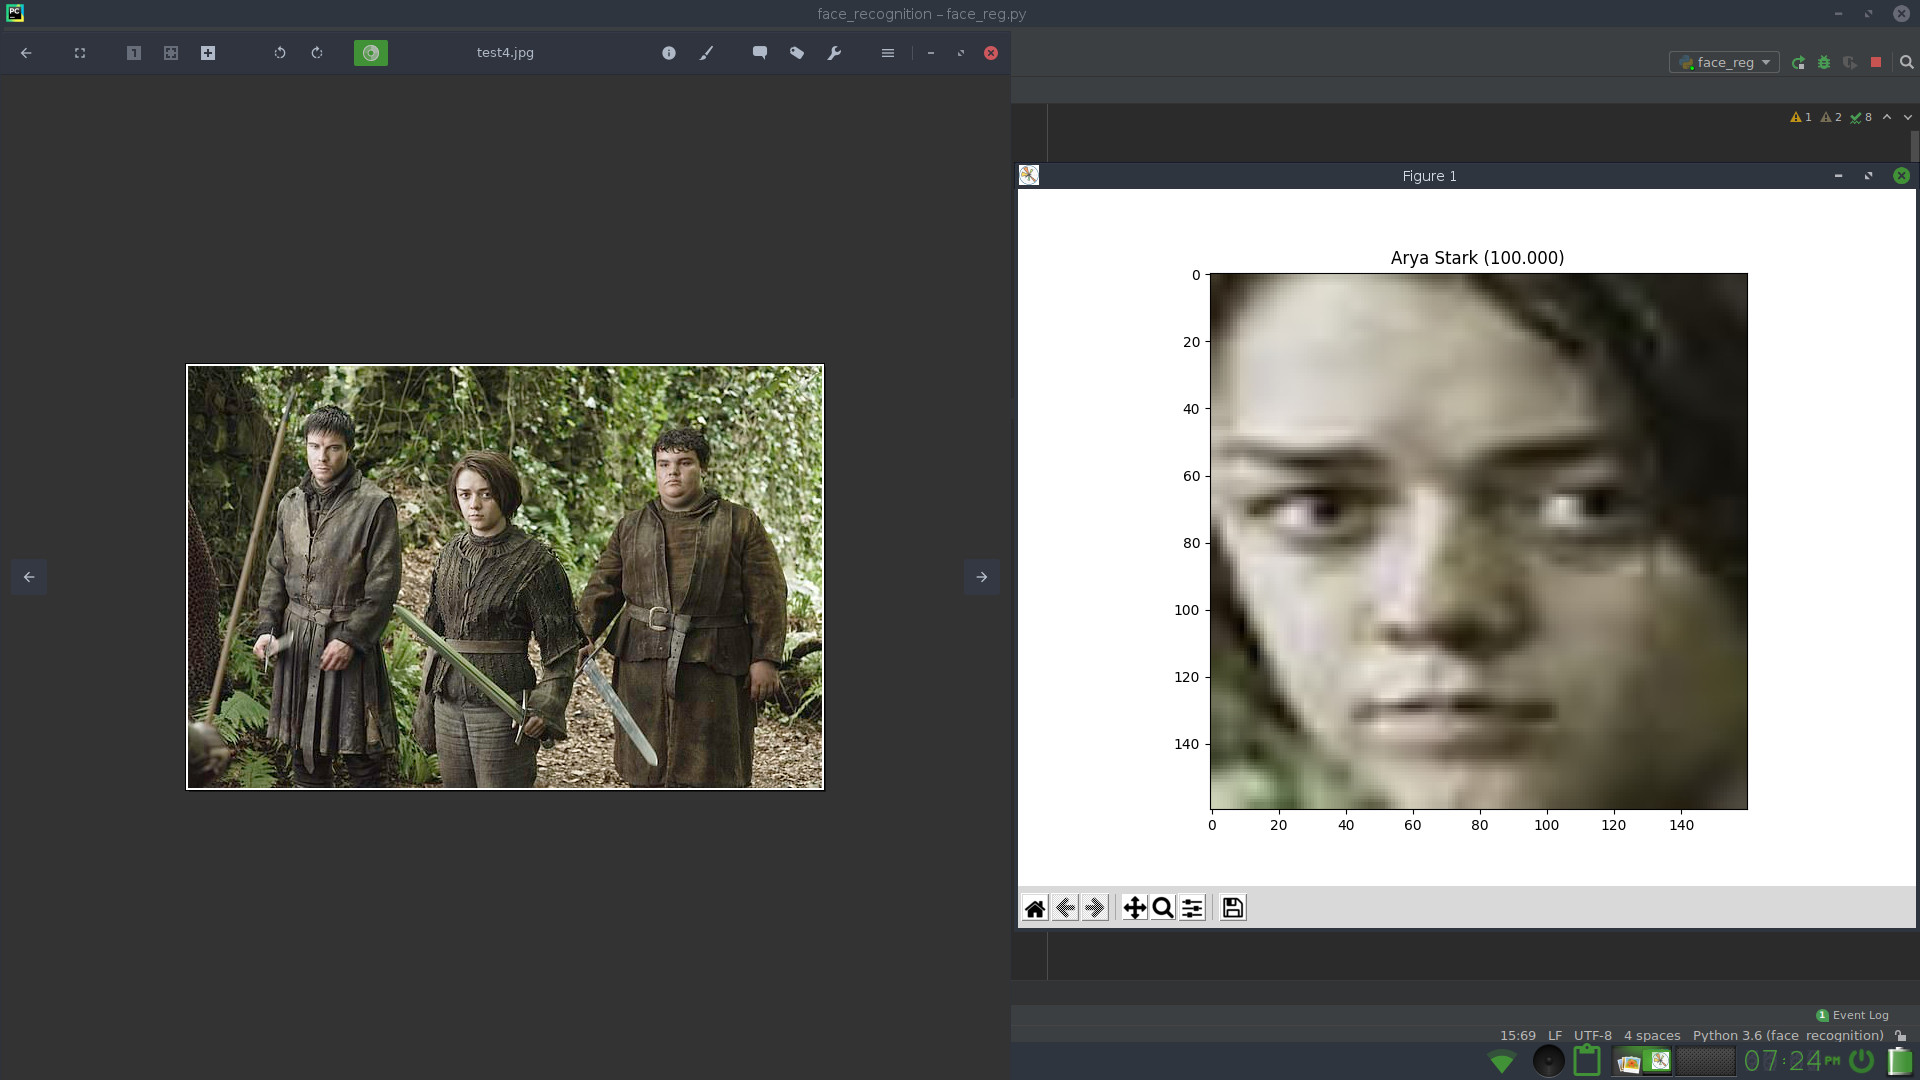 face_recognition – face_reg.py
test4.jpg
face_reg
1 2 8
Figure 1
Arya Stark (100.000)
0
20
40
60
80
100
120
140
0 20 40 60 80 100 120 140
1 Event Log
15:69 LF UTF-8 4 spaces Python 3.6 (face_recognition)
07:24 PM